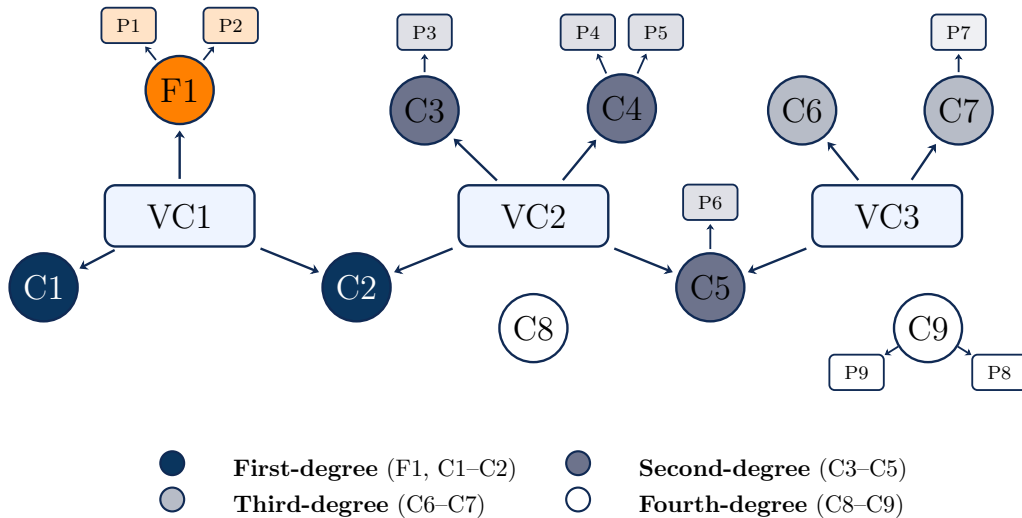 P1
P2
P3
P4
P5
P7
F1
C3
C4
C6
C7
VC1
VC2
P6
VC3
C1
C2
C5
C8
C9
P9
P8
First-degree (F1, C1–C2)
Second-degree (C3–C5)
Third-degree (C6–C7)
Fourth-degree (C8–C9)